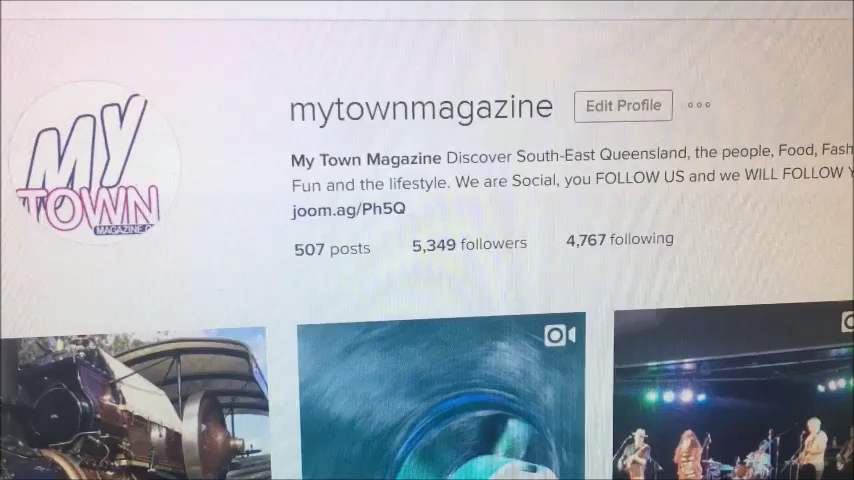 MY
TOWN
MAGAZINE.C
mytownmagazine Edit Profile
My Town Magazine Discover South-East Queensland, the people, Food, Fash
Fun and the lifestyle. We are Social, you FOLLOW US and we WILL FOLLOW Y
joom.ag/Ph5Q
507 posts 5,349 followers 4,767 following